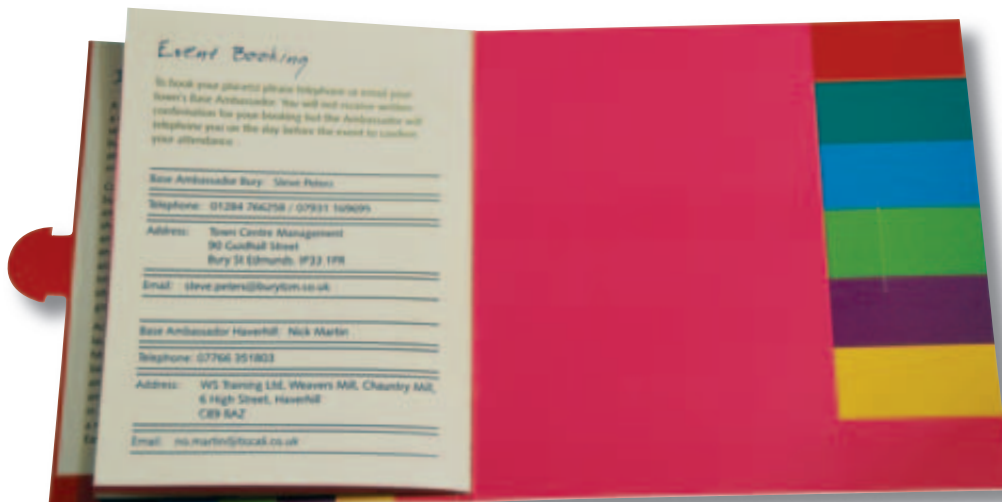 Event Booking
To book your place(s) please telephone or email your
town's Base Ambassador. You will not receive written
confirmation for your booking but the Ambassador will
telephone you on the day before the event to confirm
your attendance.
Base Ambassador Bury: Steve Peters
Telephone: 01284 766258 / 07931 169695
Address: Town Centre Management
90 Guidhall Street
Bury St Edmunds. IP33 1PR
Email: steve.peters@burytcm.co.uk
Base Ambassador Haverhill: Nick Martin
Telephone: 07766 351803
Address: WS Training Ltd, Weavers Mill, Chauntry Mill,
6 High Street, Haverhill
CB9 8AZ
Email: no.martin@tiscali.co.uk